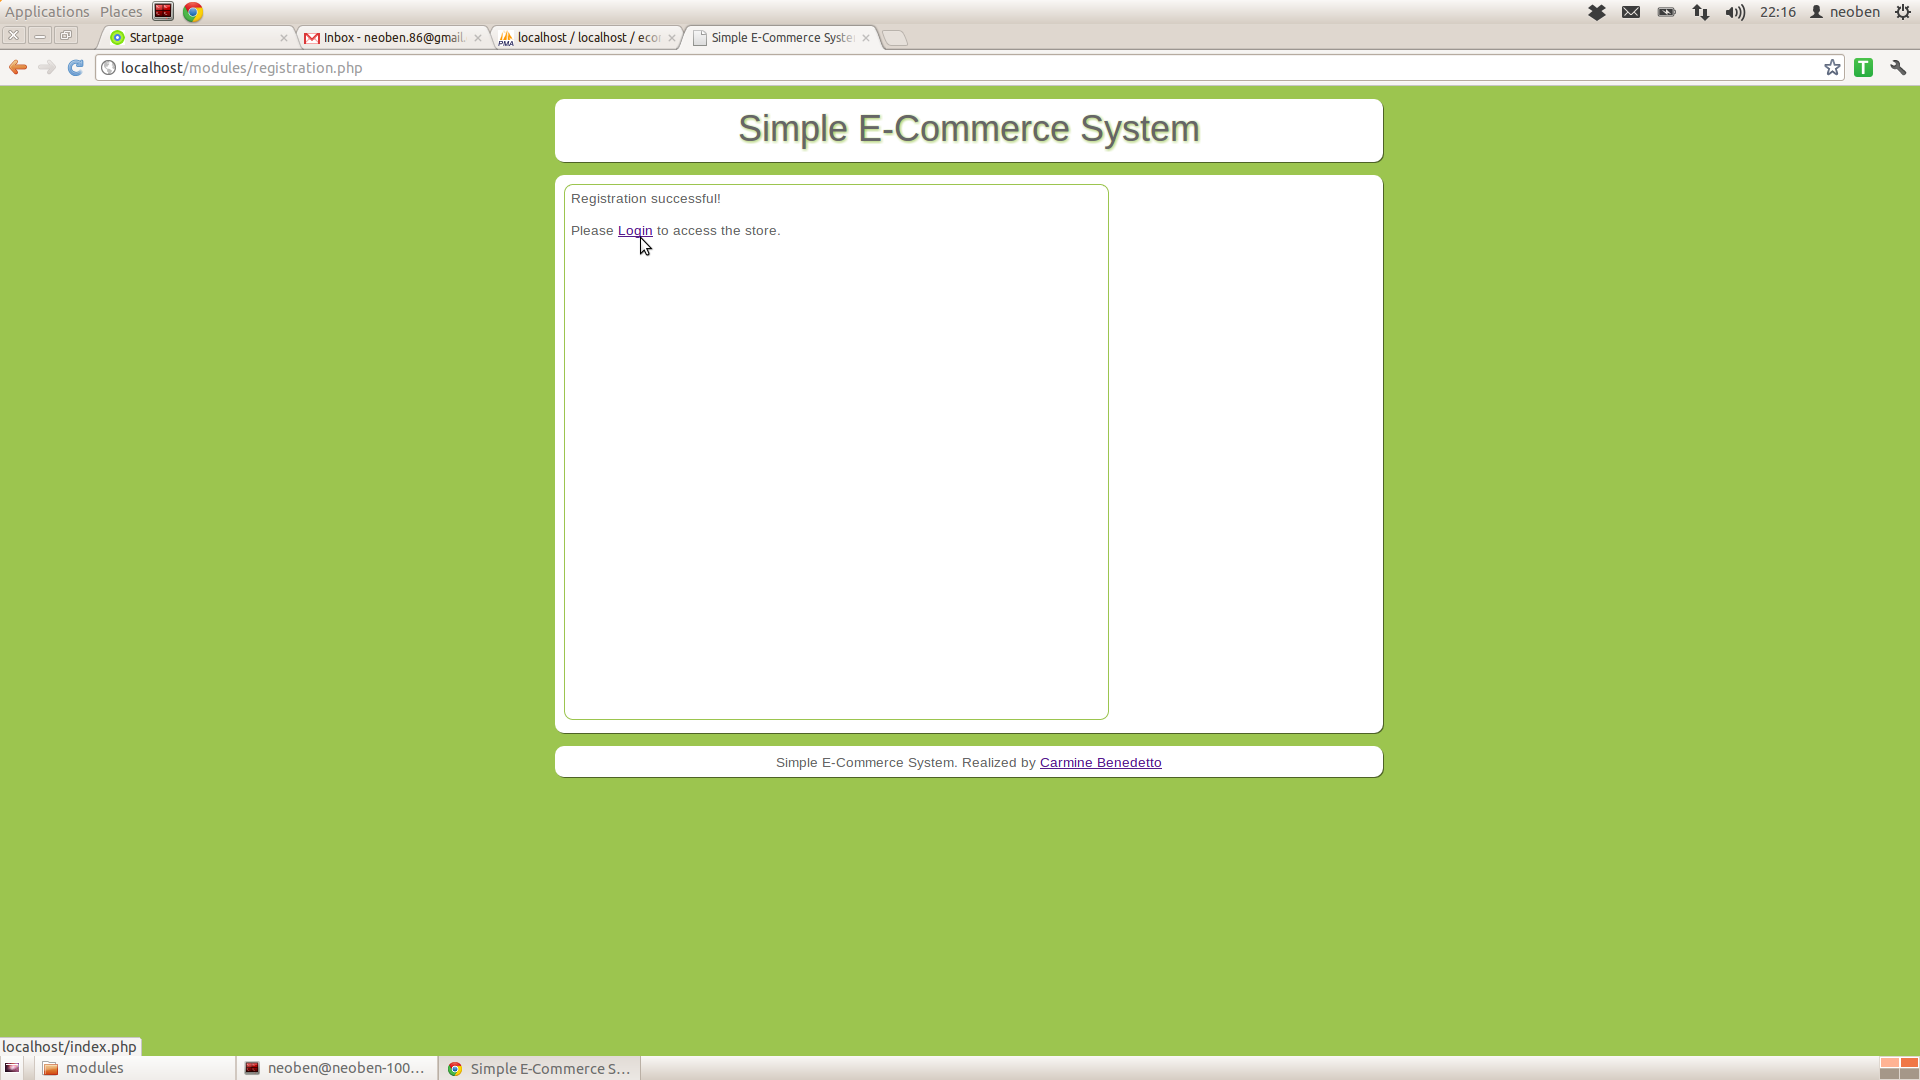 Applications Places 22:16 neoben
Startpage
Inbox - neoben.86@gmail.
localhost / localhost / eco
Simple E-Commerce Syste
localhost/modules/registration.php
T
Simple E-Commerce System
Registration successful!
Please Login to access the store.
Simple E-Commerce System. Realized by Carmine Benedetto
localhost/index.php
modules
neoben@neoben-100...
Simple E-Commerce S...